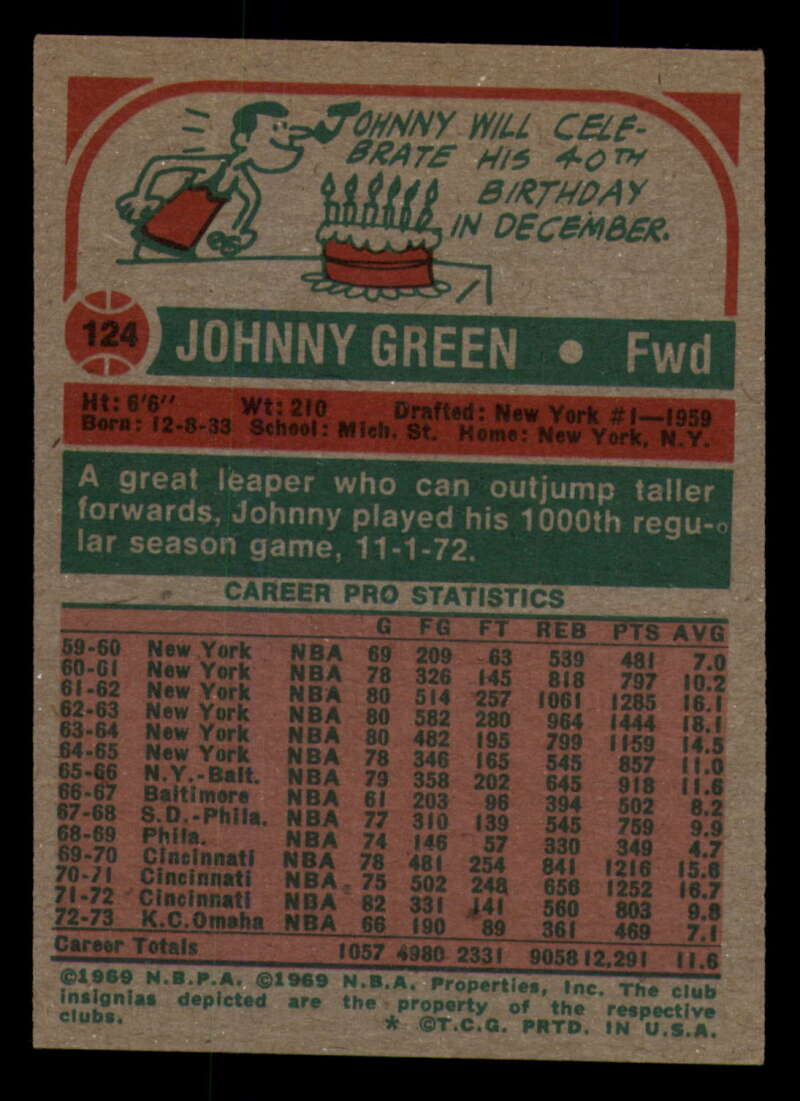 JOHNNY WILL CELE-
BRATE HIS 40TH
BIRTHDAY
IN DECEMBER.
124 JOHNNY GREEN • Fwd
Ht: 6'6" Wt: 210 Drafted: New York #1—1959
Born: 12-8-33 School: Mich. St. Home: New York, N.Y.
A great leaper who can outjump taller
forwards, Johnny played his 1000th regu-
lar season game, 11-1-72.
CAREER PRO STATISTICS
G FG FT REB PTS AVG
59-60 New York NBA 69 209 63 539 481 7.0
60-61 New York NBA 78 326 145 818 797 10.2
61-62 New York NBA 80 514 257 1061 1285 16.1
62-63 New York NBA 80 582 280 964 1444 18.1
63-64 New York NBA 80 482 195 799 1159 14.5
64-65 New York NBA 78 346 165 545 857 11.0
65-66 N.Y.-Balt. NBA 79 358 202 645 918 11.6
66-67 Baltimore NBA 61 203 96 394 502 8.2
67-68 S.D.-Phila. NBA 77 310 139 545 759 9.9
68-69 Phila. NBA 74 146 57 330 349 4.7
69-70 Cincinnati NBA 78 481 254 841 1216 15.6
70-71 Cincinnati NBA 75 502 248 656 1252 16.7
71-72 Cincinnati NBA 82 331 141 560 803 9.8
72-73 K.C.Omaha NBA 66 190 89 361 469 7.1
Career Totals 1057 4980 2331 9058 12,291 11.6
©1969 N.B.P.A. ©1969 N.B.A. Properties, Inc. The club
insignias depicted are the property of the respective
clubs. * ©T.C.G. PRTD. IN U.S.A.